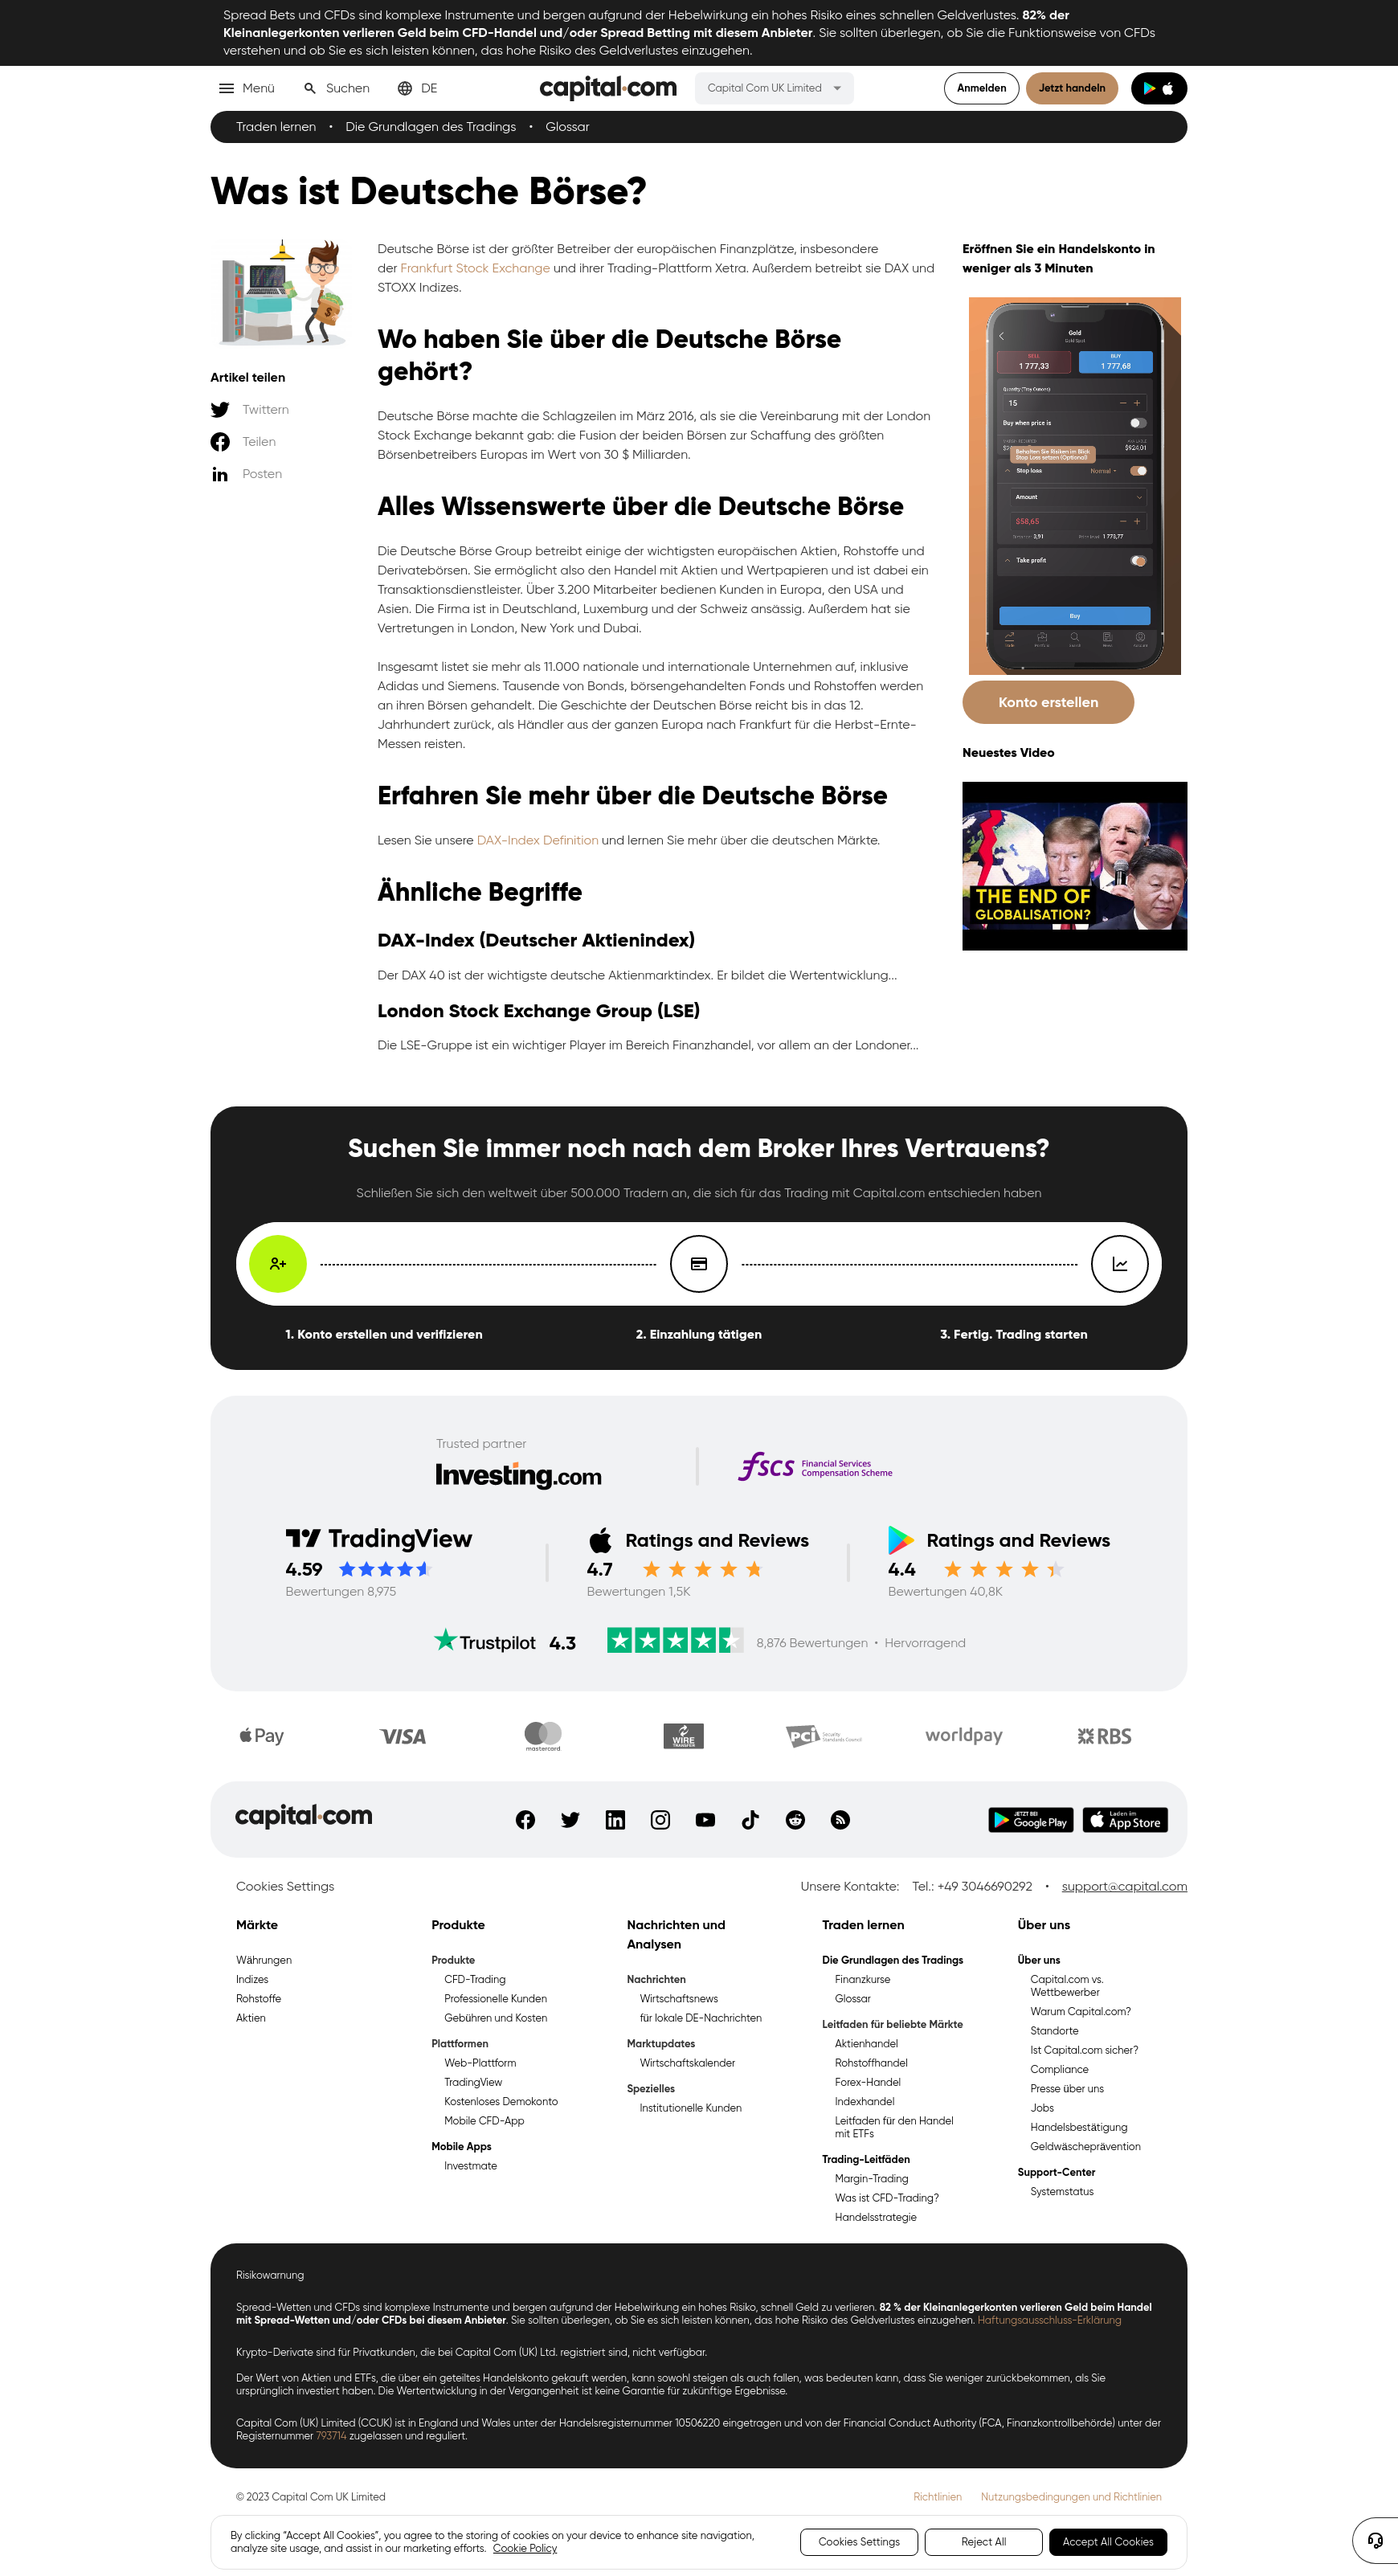 Spread Bets und CFDs sind komplexe Instrumente und bergen aufgrund der Hebelwirkung ein hohes Risiko eines schnellen Geldverlustes. 82% der
Kleinanlegerkonten verlieren Geld beim CFD-Handel und/oder Spread Betting mit diesem Anbieter. Sie sollten überlegen, ob Sie die Funktionsweise von CFDs
verstehen und ob Sie es sich leisten können, das hohe Risiko des Geldverlustes einzugehen.
Menü Suchen DE capital.com Capital Com UK Limited Anmelden Jetzt handeln
Traden lernen • Die Grundlagen des Tradings • Glossar
Was ist Deutsche Börse?
Artikel teilen
Twittern
Teilen
Posten
Deutsche Börse ist der größter Betreiber der europäischen Finanzplätze, insbesondere
der Frankfurt Stock Exchange und ihrer Trading-Plattform Xetra. Außerdem betreibt sie DAX und
STOXX Indizes.
Wo haben Sie über die Deutsche Börse
gehört?
Deutsche Börse machte die Schlagzeilen im März 2016, als sie die Vereinbarung mit der London
Stock Exchange bekannt gab: die Fusion der beiden Börsen zur Schaffung des größten
Börsenbetreibers Europas im Wert von 30 $ Milliarden.
Alles Wissenswerte über die Deutsche Börse
Die Deutsche Börse Group betreibt einige der wichtigsten europäischen Aktien, Rohstoffe und
Derivatebörsen. Sie ermöglicht also den Handel mit Aktien und Wertpapieren und ist dabei ein
Transaktionsdienstleister. Über 3.200 Mitarbeiter bedienen Kunden in Europa, den USA und
Asien. Die Firma ist in Deutschland, Luxemburg und der Schweiz ansässig. Außerdem hat sie
Vertretungen in London, New York und Dubai.
Insgesamt listet sie mehr als 11.000 nationale und internationale Unternehmen auf, inklusive
Adidas und Siemens. Tausende von Bonds, börsengehandelten Fonds und Rohstoffen werden
an ihren Börsen gehandelt. Die Geschichte der Deutschen Börse reicht bis in das 12.
Jahrhundert zurück, als Händler aus der ganzen Europa nach Frankfurt für die Herbst-Ernte-
Messen reisten.
Erfahren Sie mehr über die Deutsche Börse
Lesen Sie unsere DAX-Index Definition und lernen Sie mehr über die deutschen Märkte.
Ähnliche Begriffe
DAX-Index (Deutscher Aktienindex)
Der DAX 40 ist der wichtigste deutsche Aktienmarktindex. Er bildet die Wertentwicklung...
London Stock Exchange Group (LSE)
Die LSE-Gruppe ist ein wichtiger Player im Bereich Finanzhandel, vor allem an der Londoner...
Eröffnen Sie ein Handelskonto in
weniger als 3 Minuten
Gold
Gold Spot
SELL BUY
1 777,33 1 777,68
Quantity (Troy Ounces)
15
Buy when price is
$924,01
Behalten Sie Risiken im Blick
Stop Loss setzen (Optional)
Stop loss Normal
Amount
$58,65
3,91 1 773,77
Take profit
Buy
Konto erstellen
Neuestes Video
THE END OF
GLOBALISATION?
Suchen Sie immer noch nach dem Broker Ihres Vertrauens?
Schließen Sie sich den weltweit über 500.000 Tradern an, die sich für das Trading mit Capital.com entschieden haben
1. Konto erstellen und verifizieren 2. Einzahlung tätigen 3. Fertig. Trading starten
Trusted partner
Investing.com
fscs Financial Services
Compensation Scheme
TradingView
4.59
Bewertungen 8,975
Ratings and Reviews
4.7
Bewertungen 1,5K
Ratings and Reviews
4.4
Bewertungen 40,8K
Trustpilot 4.3 8,876 Bewertungen • Hervorragend
Pay VISA mastercard WIRE TRANSFER PCI Security Standards Council worldpay RBS
capital.com
JETZT BEI
Google Play
Laden im
App Store
Cookies Settings
Unsere Kontakte: Tel.: +49 3046690292 • support@capital.com
Märkte
Währungen
Indizes
Rohstoffe
Aktien
Produkte
Produkte
CFD-Trading
Professionelle Kunden
Gebühren und Kosten
Plattformen
Web-Plattform
TradingView
Kostenloses Demokonto
Mobile CFD-App
Mobile Apps
Investmate
Nachrichten und
Analysen
Nachrichten
Wirtschaftsnews
für lokale DE-Nachrichten
Marktupdates
Wirtschaftskalender
Spezielles
Institutionelle Kunden
Traden lernen
Die Grundlagen des Tradings
Finanzkurse
Glossar
Leitfaden für beliebte Märkte
Aktienhandel
Rohstoffhandel
Forex-Handel
Indexhandel
Leitfaden für den Handel
mit ETFs
Trading-Leitfäden
Margin-Trading
Was ist CFD-Trading?
Handelsstrategie
Über uns
Über uns
Capital.com vs.
Wettbewerber
Warum Capital.com?
Standorte
Ist Capital.com sicher?
Compliance
Presse über uns
Jobs
Handelsbestätigung
Geldwäscheprävention
Support-Center
Systemstatus
Risikowarnung
Spread-Wetten und CFDs sind komplexe Instrumente und bergen aufgrund der Hebelwirkung ein hohes Risiko, schnell Geld zu verlieren. 82 % der Kleinanlegerkonten verlieren Geld beim Handel
mit Spread-Wetten und/oder CFDs bei diesem Anbieter. Sie sollten überlegen, ob Sie es sich leisten können, das hohe Risiko des Geldverlustes einzugehen. Haftungsausschluss-Erklärung
Krypto-Derivate sind für Privatkunden, die bei Capital Com (UK) Ltd. registriert sind, nicht verfügbar.
Der Wert von Aktien und ETFs, die über ein geteiltes Handelskonto gekauft werden, kann sowohl steigen als auch fallen, was bedeuten kann, dass Sie weniger zurückbekommen, als Sie
ursprünglich investiert haben. Die Wertentwicklung in der Vergangenheit ist keine Garantie für zukünftige Ergebnisse.
Capital Com (UK) Limited (CCUK) ist in England und Wales unter der Handelsregisternummer 10506220 eingetragen und von der Financial Conduct Authority (FCA, Finanzkontrollbehörde) unter der
Registernummer 793714 zugelassen und reguliert.
© 2023 Capital Com UK Limited Richtlinien Nutzungsbedingungen und Richtlinien
By clicking “Accept All Cookies”, you agree to the storing of cookies on your device to enhance site navigation,
analyze site usage, and assist in our marketing efforts. Cookie Policy
Cookies Settings Reject All Accept All Cookies